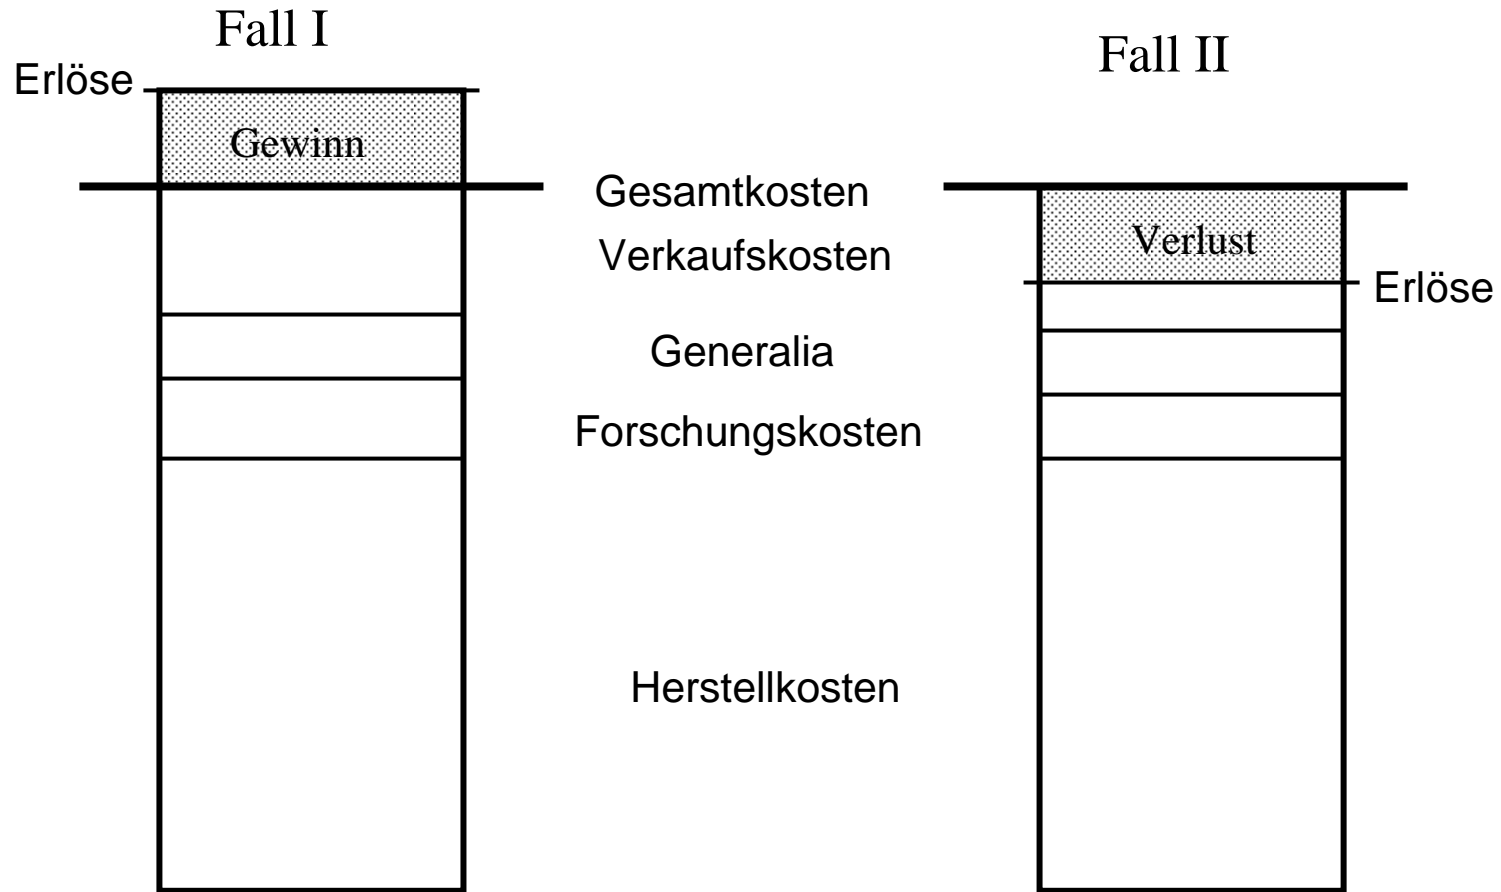 Fall I
Fall II
Erlöse
Gewinn
Gesamtkosten
Verkaufskosten
Verlust
Erlöse
Generalia
Forschungskosten
Herstellkosten